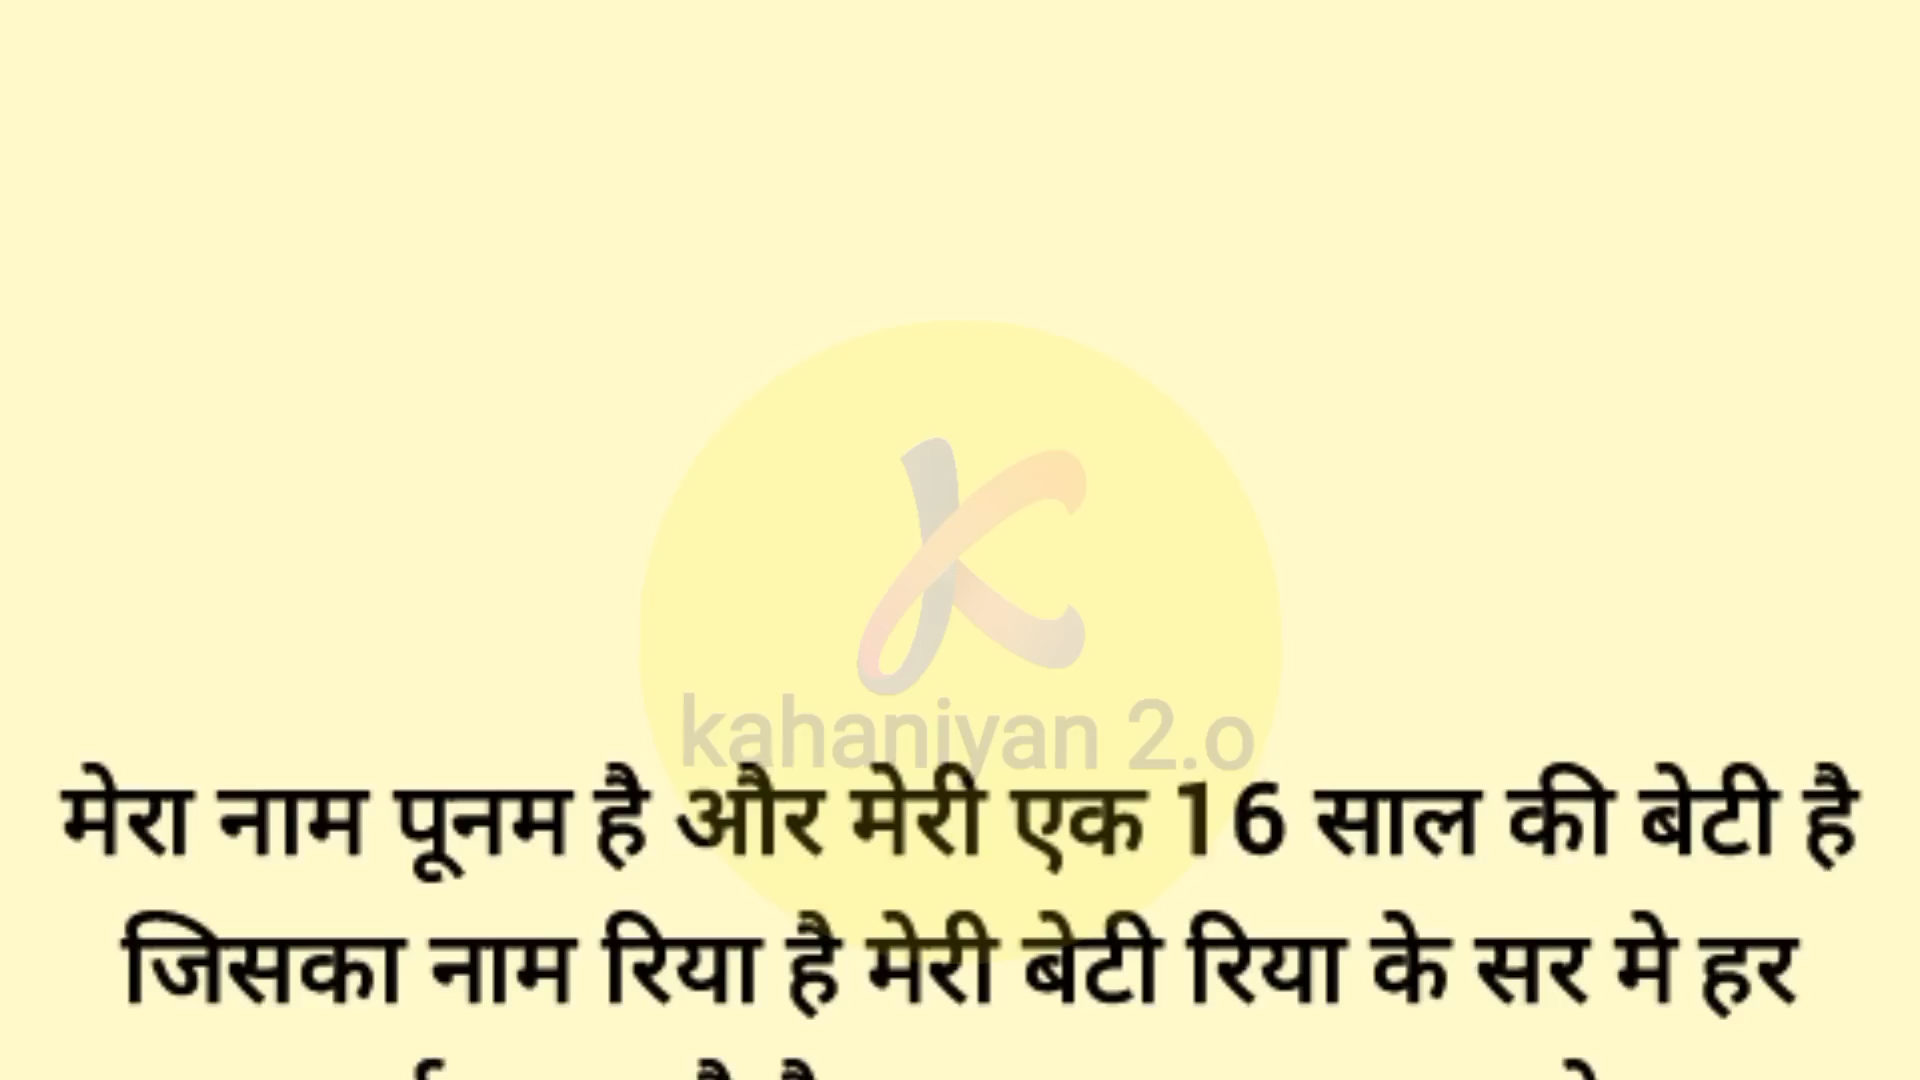 kahaniyan 2.o
मेरा नाम पूनम है और मेरी एक 16 साल की बेटी है
जिसका नाम रिया है मेरी बेटी रिया के सर मे हर